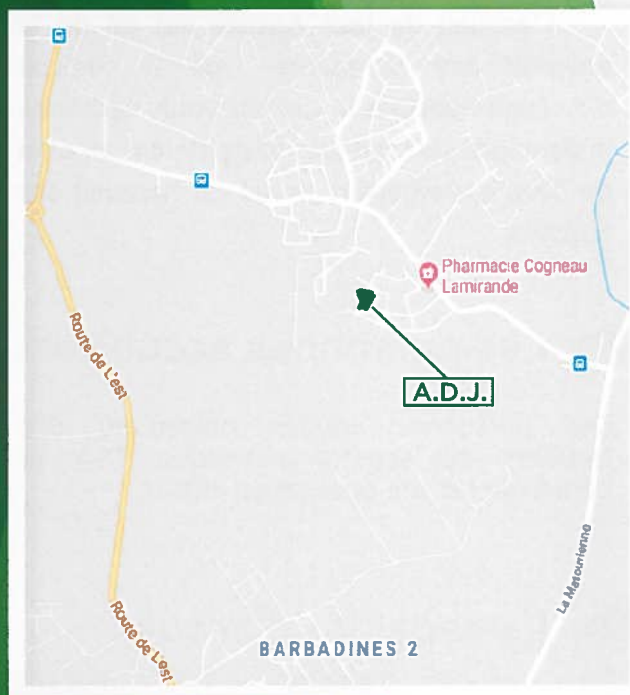 Pharmacie Cogneau
Lamirande
Route de L'est
A.D.J.
La Matourienne
Route de L'est
BARBADINES 2